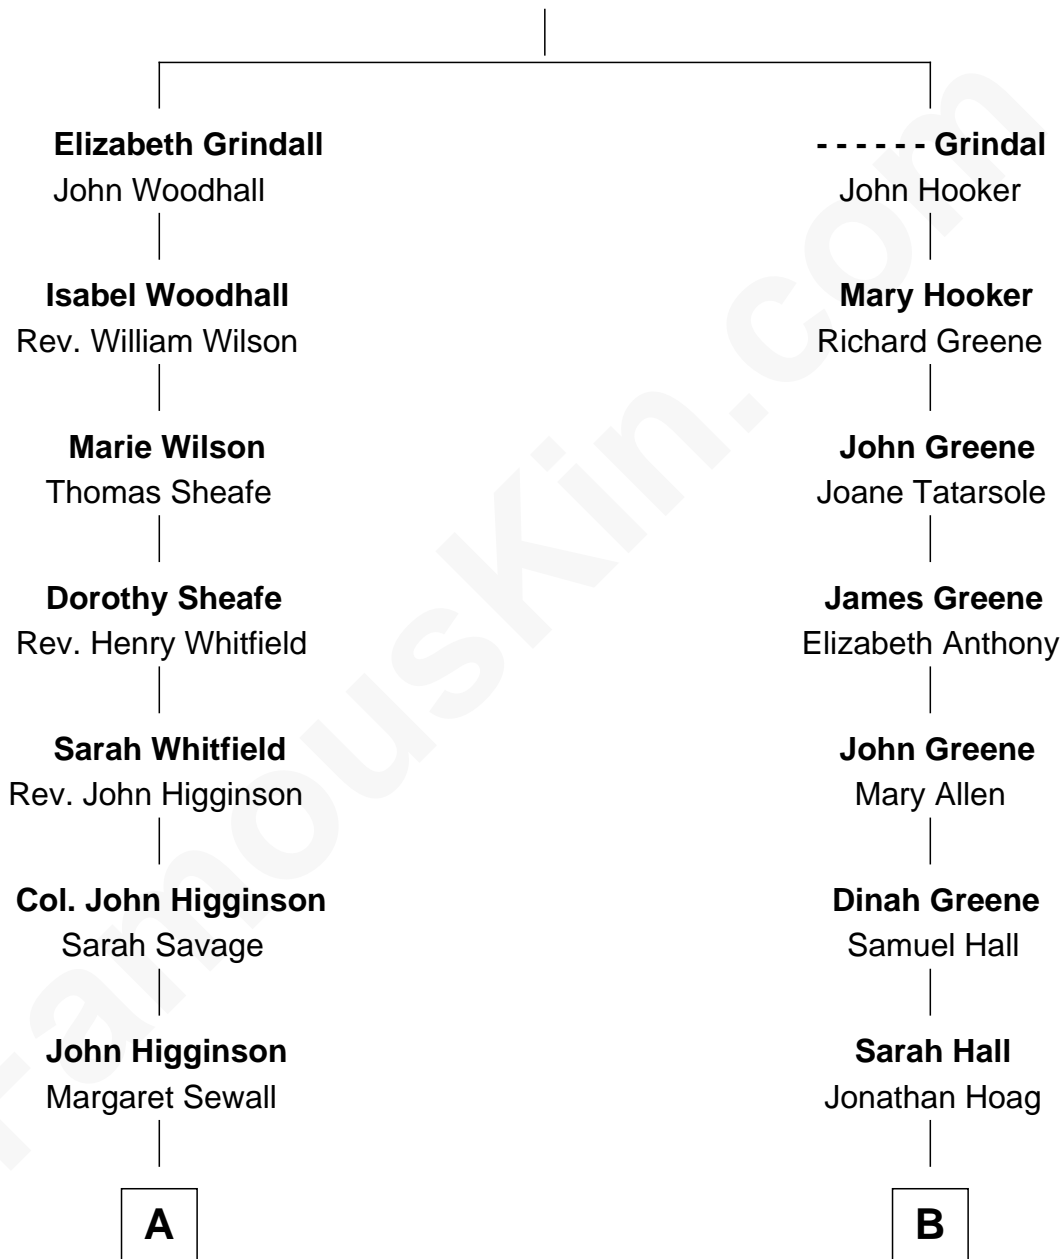 Elizabeth Grindall
John Woodhall
Isabel Woodhall
Rev. William Wilson
Marie Wilson
Thomas Sheafe
Dorothy Sheafe
Rev. Henry Whitfield
Sarah Whitfield
Rev. John Higginson
Col. John Higginson
Sarah Savage
John Higginson
Margaret Sewall
A
- - - - - - Grindal
John Hooker
Mary Hooker
Richard Greene
John Greene
Joane Tatarsole
James Greene
Elizabeth Anthony
John Greene
Mary Allen
Dinah Greene
Samuel Hall
Sarah Hall
Jonathan Hoag
B
FamousKin.com